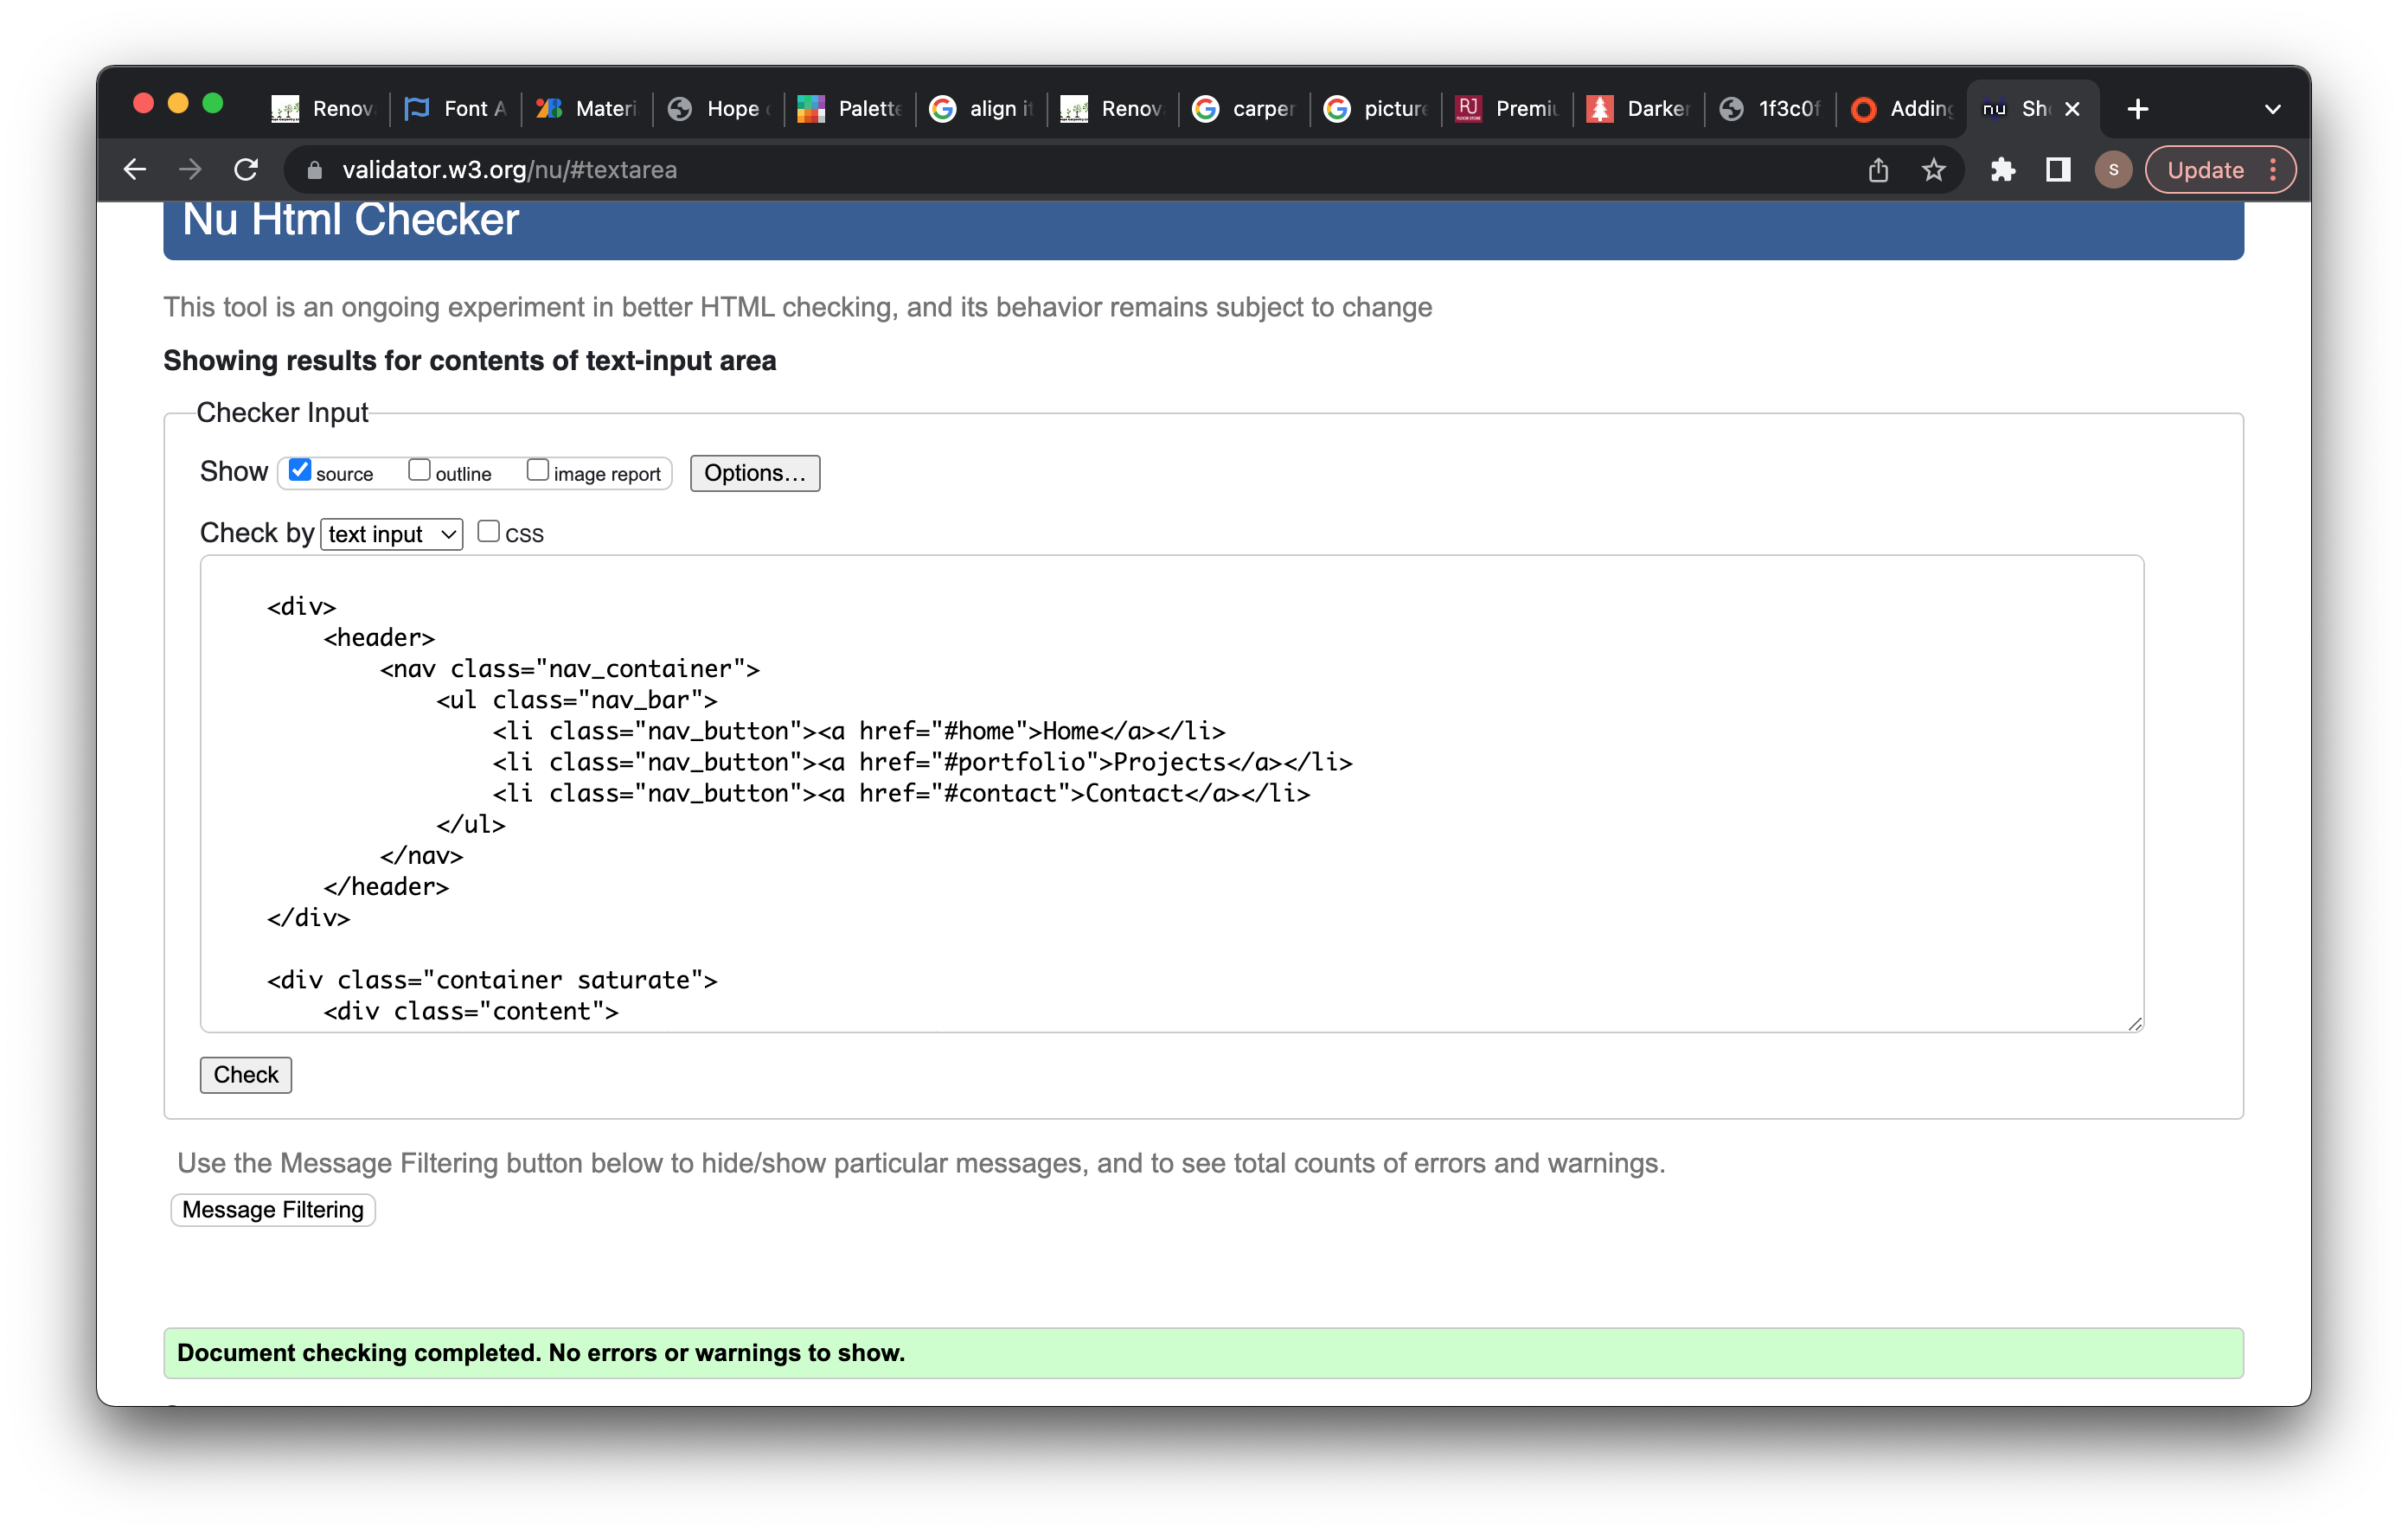 Renov Font A Materi Hope Palette align it Renov carper picture RJ Premiu Darker 1f3c0f Adding nu Sh
validator.w3.org/nu/#textarea S Update
Nu Html Checker
This tool is an ongoing experiment in better HTML checking, and its behavior remains subject to change
Showing results for contents of text-input area
Checker Input
Show source outline image report Options...
Check by text input CSS
<div>
<header>
<nav class="nav_container">
<ul class="nav_bar">
<li class="nav_button"><a href="#home">Home</a></li>
<li class="nav_button"><a href="#portfolio">Projects</a></li>
<li class="nav_button"><a href="#contact">Contact</a></li>
</ul>
</nav>
</header>
</div>
<div class="container saturate">
<div class="content">
Check
Use the Message Filtering button below to hide/show particular messages, and to see total counts of errors and warnings.
Message Filtering
Document checking completed. No errors or warnings to show.